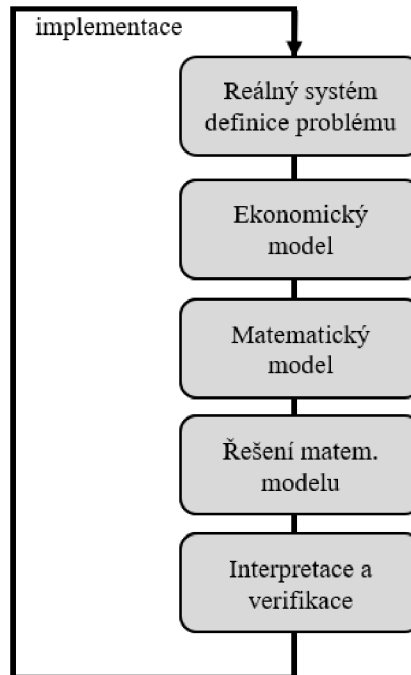 implementace
Reálný systém
definice problému
Ekonomický
model
Matematický
model
Řešení matem.
modelu
Interpretace a
verifikace